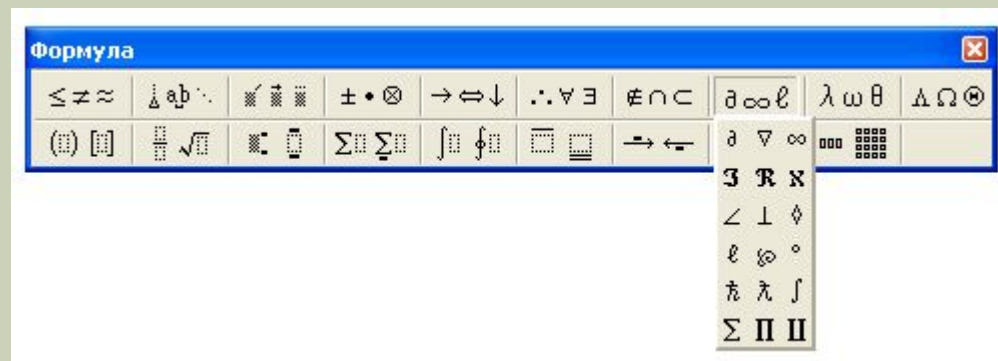 Формула
≤ ≠ ≈ a b ∙ ± • ⊗ → ⇔ ↓ ∴ ∀ ∃ ∉ ∩ ⊂ ∂ ∞ ℓ λ ω θ Λ Ω Θ
( ) [ ] √ Σ Σ ∫ ∮ → ←
∂ ∇ ∞
ℑ ℜ ℵ
∠ ⊥ ◊
ℓ ℘ °
ħ ƛ ∫
∑ ∏ ∐